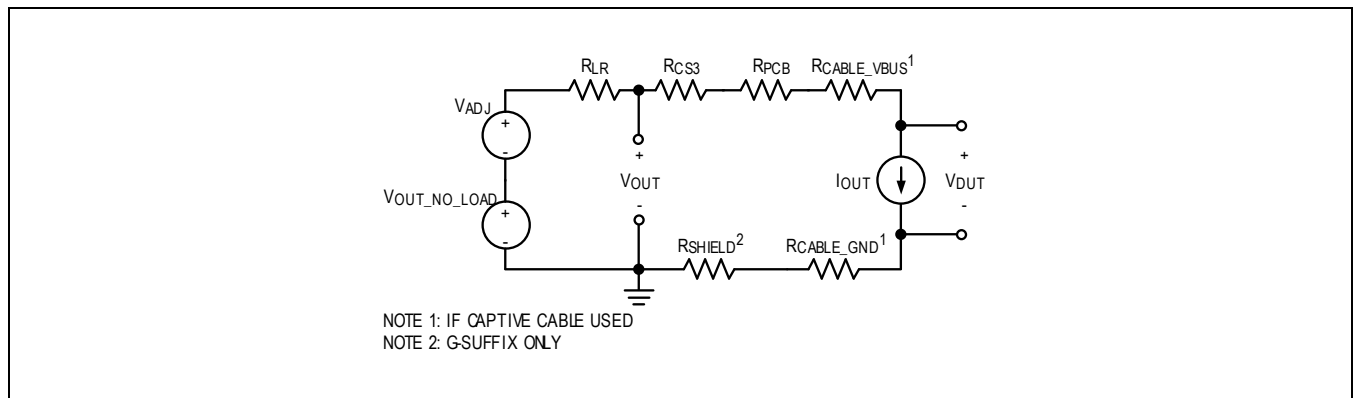 RLR
RCS3
RPCB
RCABLE_VBUS1
VADJ
+
-
+
VOUT
-
IOUT
+
VDUT
-
VOUT_NO_LOAD
+
-
RSHIELD2
RCABLE_GND1
NOTE 1: IF CAPTIVE CABLE USED
NOTE 2: G-SUFFIX ONLY